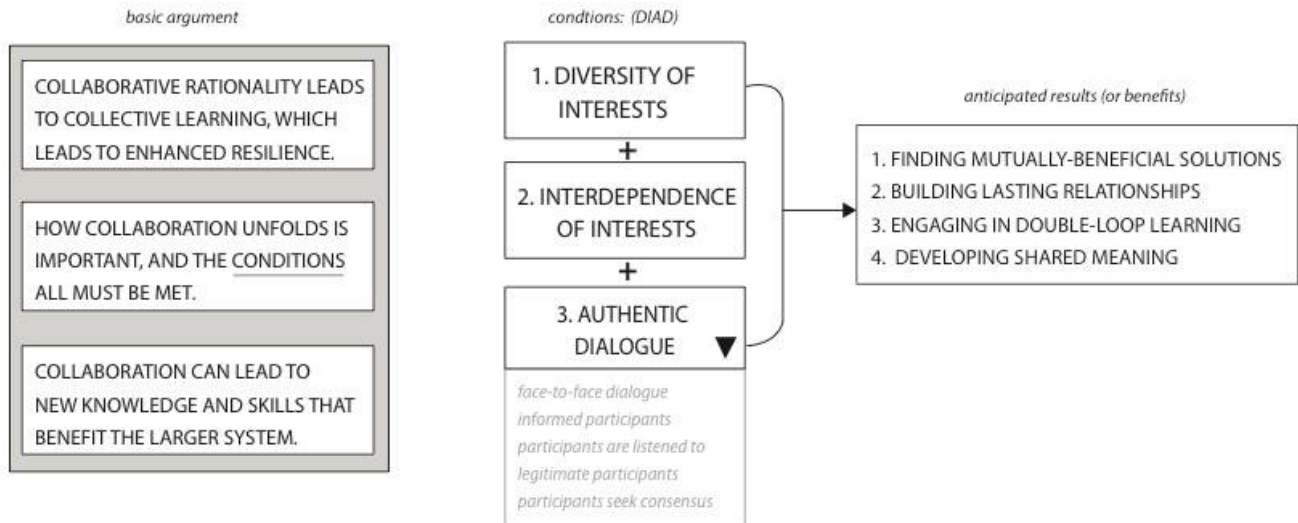 basic argument
COLLABORATIVE RATIONALITY LEADS
TO COLLECTIVE LEARNING, WHICH
LEADS TO ENHANCED RESILIENCE.
HOW COLLABORATION UNFOLDS IS
IMPORTANT, AND THE CONDITIONS
ALL MUST BE MET.
COLLABORATION CAN LEAD TO
NEW KNOWLEDGE AND SKILLS THAT
BENEFIT THE LARGER SYSTEM.
condtions: (DIAD)
1. DIVERSITY OF
INTERESTS
+
2. INTERDEPENDENCE
OF INTERESTS
+
3. AUTHENTIC
DIALOGUE
face-to-face dialogue
informed participants
participants are listened to
legitimate participants
participants seek consensus
anticipated results (or benefits)
1. FINDING MUTUALLY-BENEFICIAL SOLUTIONS
2. BUILDING LASTING RELATIONSHIPS
3. ENGAGING IN DOUBLE-LOOP LEARNING
4. DEVELOPING SHARED MEANING